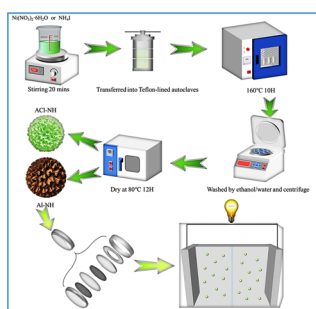 Ni(NO₃)₂·6H₂O or NH₄I
Stirring 20 mins
Transferred into Teflon-lined autoclaves
160℃ 10H
ACl-NH
Dry at 80℃ 12H
Washed by ethanol/water and centrifuge
AI-NH